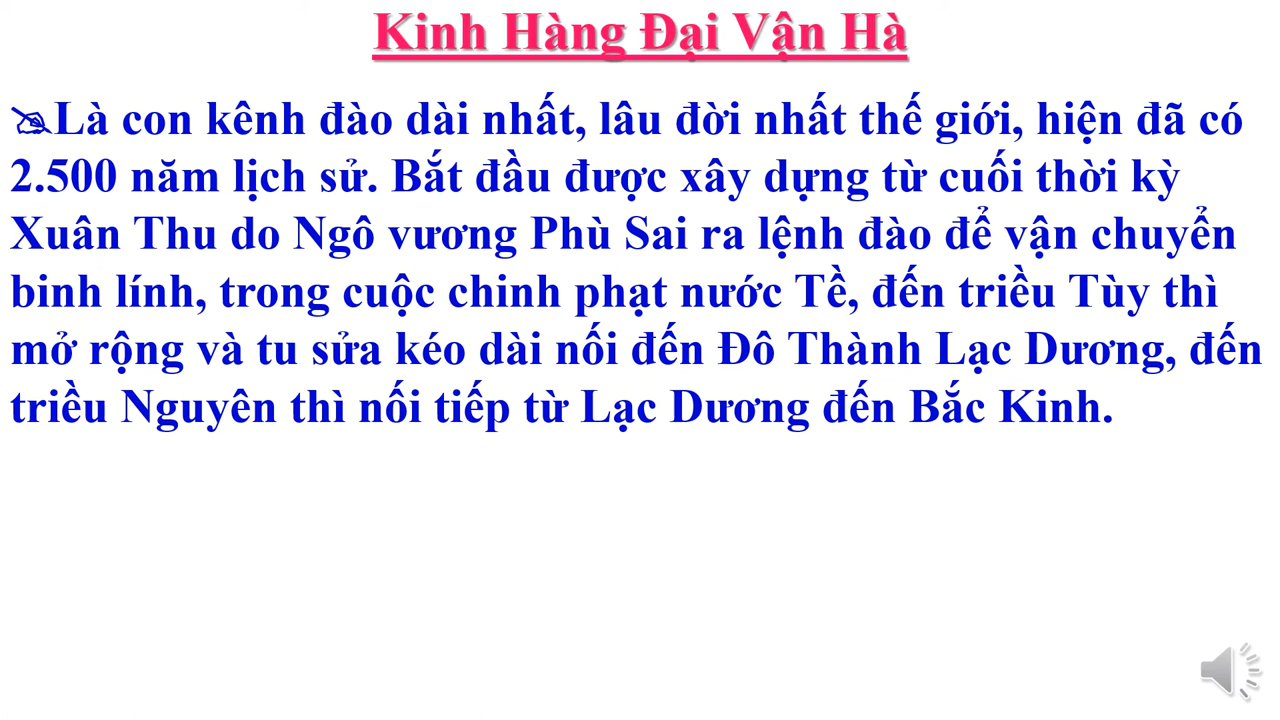 Kinh Hàng Đại Vận Hà
Là con kênh đào dài nhất, lâu đời nhất thế giới, hiện đã có
2.500 năm lịch sử. Bắt đầu được xây dựng từ cuối thời kỳ
Xuân Thu do Ngô vương Phù Sai ra lệnh đào để vận chuyển
binh lính, trong cuộc chinh phạt nước Tề, đến triều Tùy thì
mở rộng và tu sửa kéo dài nối đến Đô Thành Lạc Dương, đến
triều Nguyên thì nối tiếp từ Lạc Dương đến Bắc Kinh.